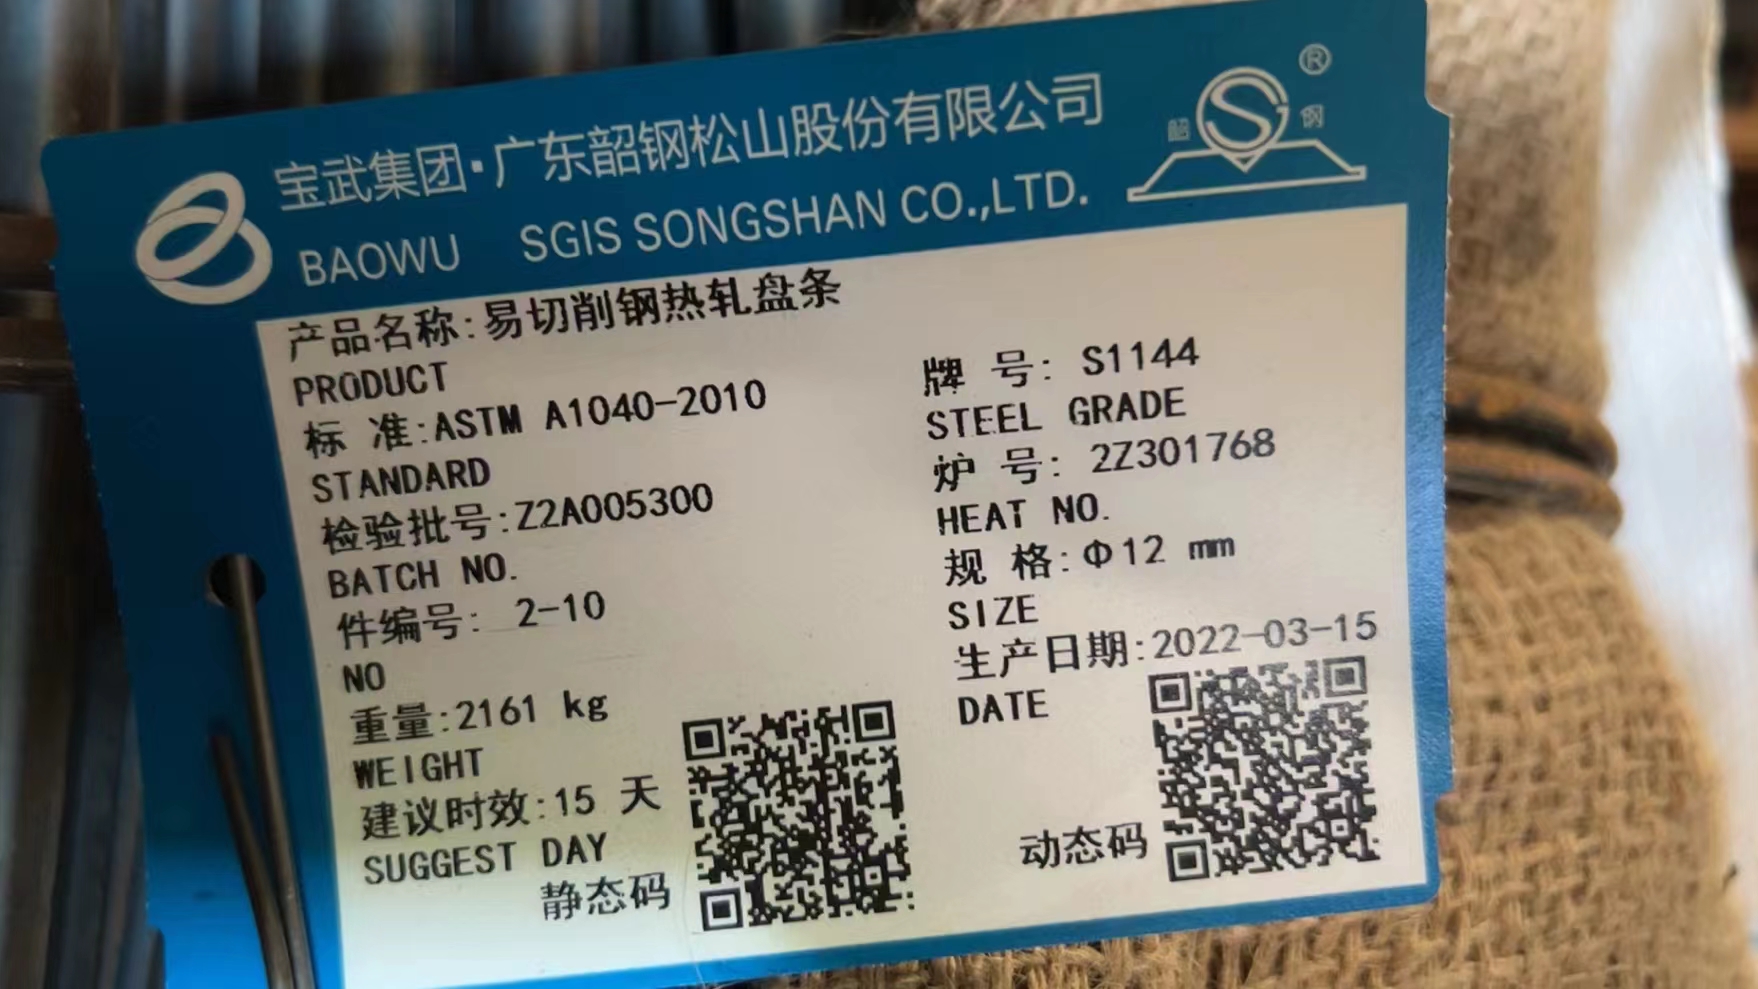 宝武集团·广东韶钢松山股份有限公司
®
韶 钢
BAOWU SGIS SONGSHAN CO.,LTD.
产品名称:易切削钢热轧盘条
PRODUCT
标 准:ASTM A1040-2010
STANDARD
检验批号:Z2A005300
BATCH NO.
件编号: 2-10
NO
重量:2161 kg
WEIGHT
建议时效:15 天
SUGGEST DAY
静态码
牌 号: S1144
STEEL GRADE
炉 号: 2Z301768
HEAT NO.
规 格:Φ12 mm
SIZE
生产日期:2022-03-15
DATE
动态码